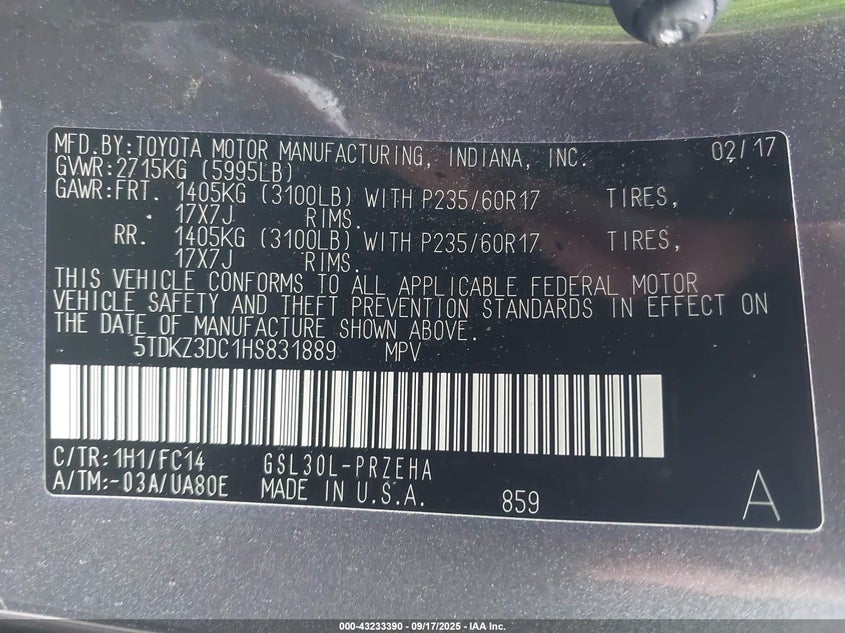 MFD.BY:TOYOTA MOTOR MANUFACTURING, INDIANA, INC. 02/17
GVWR:2715KG (5995LB)
GAWR:FRT. 1405KG (3100LB) WITH P235/60R17 TIRES,
17X7J RIMS.
RR. 1405KG (3100LB) WITH P235/60R17 TIRES,
17X7J RIMS.
THIS VEHICLE CONFORMS TO ALL APPLICABLE FEDERAL MOTOR
VEHICLE SAFETY AND THEFT PREVENTION STANDARDS IN EFFECT ON
THE DATE OF MANUFACTURE SHOWN ABOVE.
5TDKZ3DC1HS831889 MPV
C/TR:1H1/FC14 GSL30L-PRZEHA
A/TM:-03A/UA80E MADE IN U.S.A. 859 A
000-43233390 - 09/17/2025 - IAA Inc.